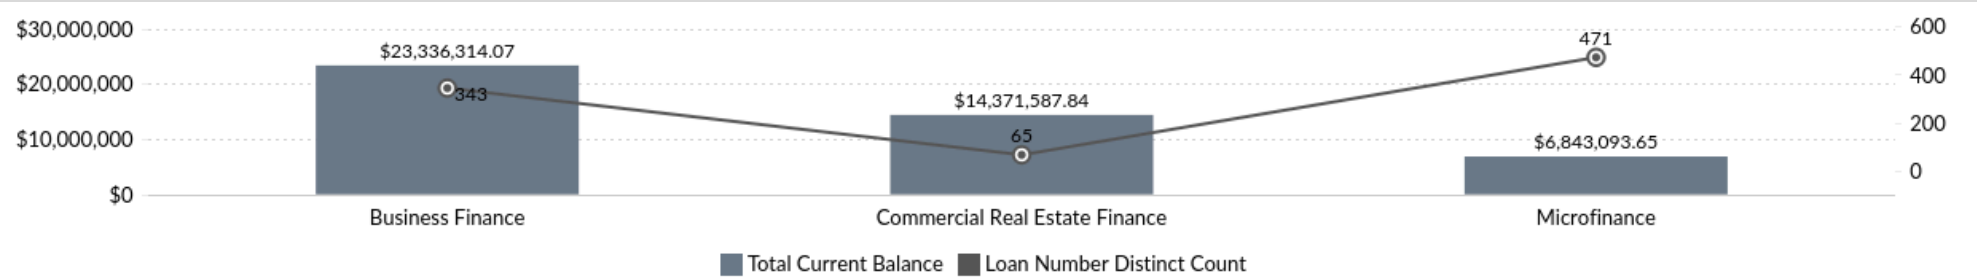 $30,000,000
$20,000,000
$10,000,000
$0
$23,336,314.07
343
$14,371,587.84
65
471
$6,843,093.65
600
400
200
0
Business Finance
Commercial Real Estate Finance
Microfinance
Total Current Balance
Loan Number Distinct Count